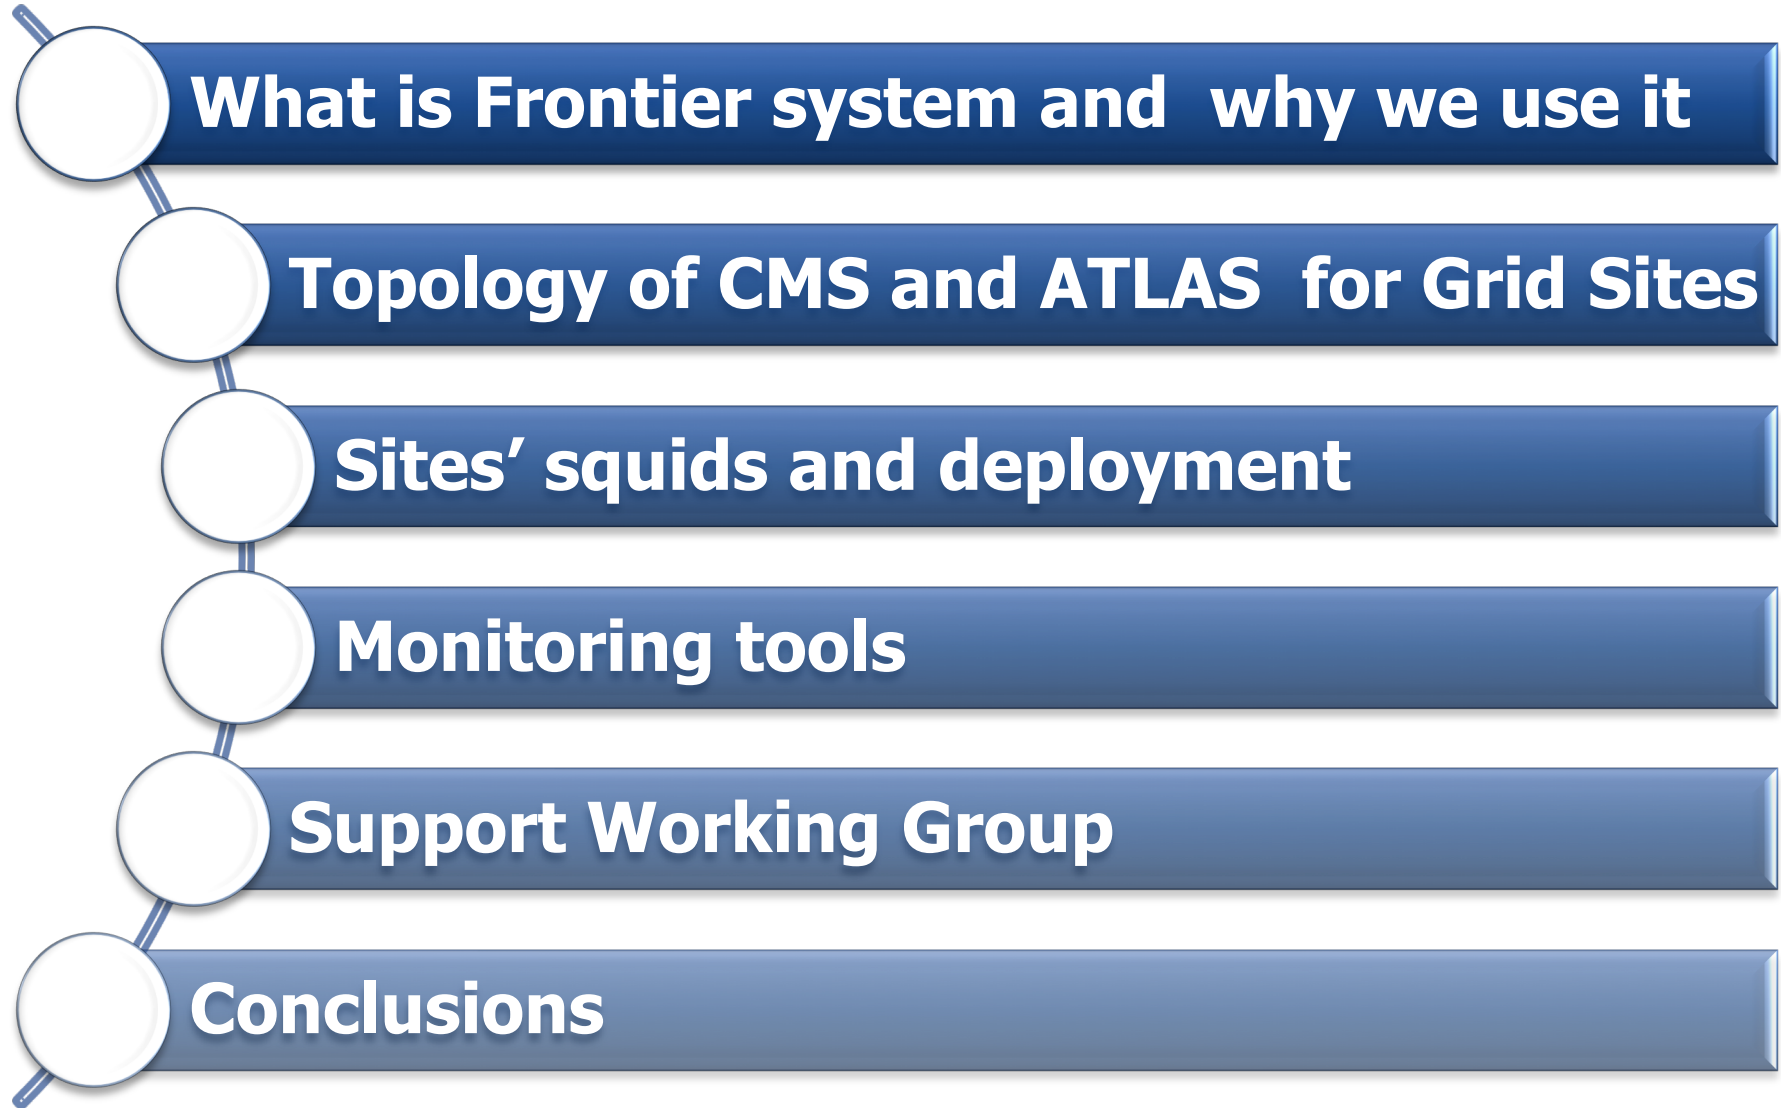 What is Frontier system and  why we use it
Topology of CMS and ATLAS  for Grid Sites
Sites’ squids and deployment
Monitoring tools
Support Working Group
Conclusions